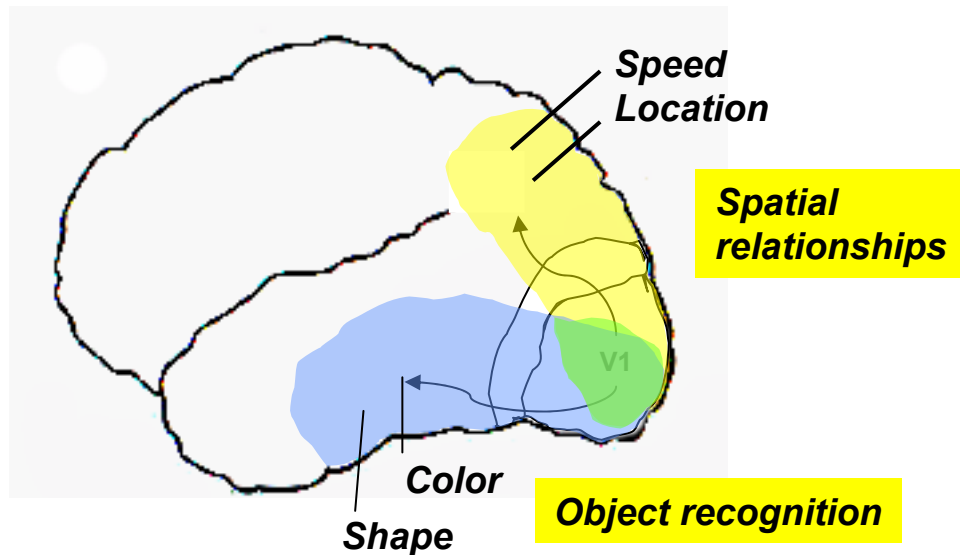 Speed
Location
Spatial
relationships
V1
Color
Object recognition
Shape